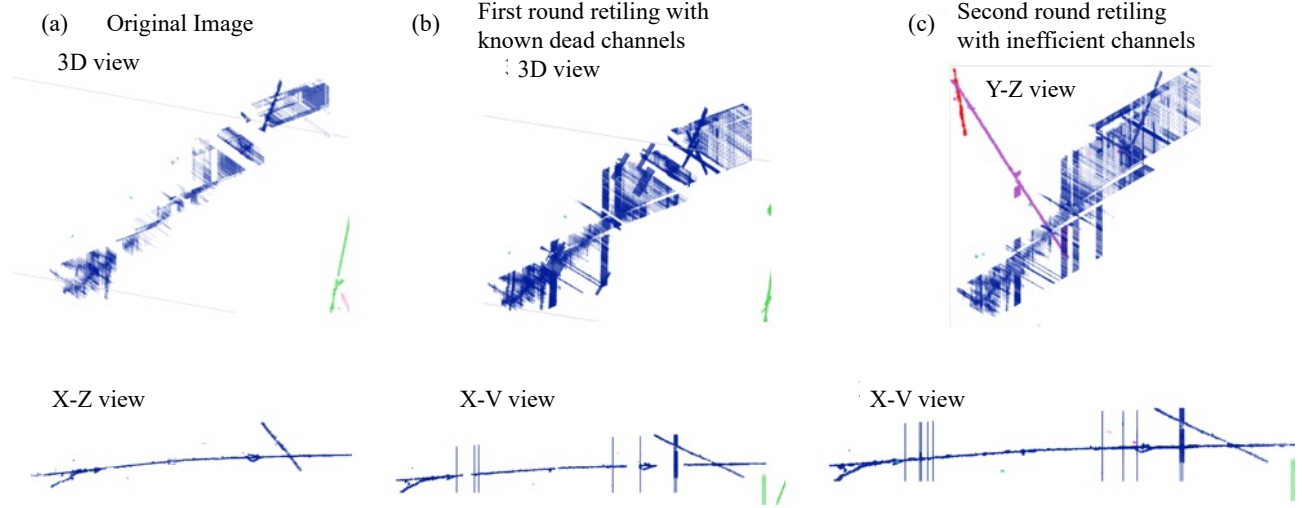 (a) Original Image
3D view
(b) First round retiling with
known dead channels
3D view
(c) Second round retiling
with inefficient channels
Y-Z view
X-Z view
X-V view
X-V view